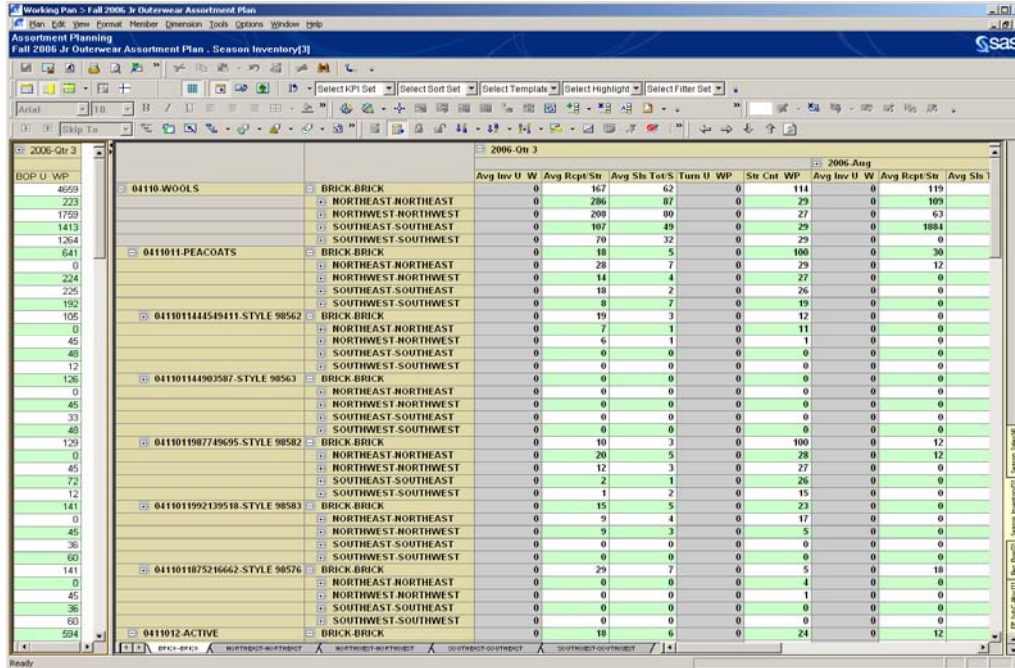 Working Pan > Fall 2006 Jr Outerwear Assortment Plan
Plan Edit View Format Member Dimension Tools Options Window Help
Assortment Planning
Fall 2006 Jr Outerwear Assortment Plan . Season Inventory[3]
sas
Select KPI Set Select Sort Set Select Template Select Highlight Select Filter Set
Arial 10 B I U
Skip To
2006-Qtr 3 2006-Qtr 3
2006-Aug
BOP U WP Avg Inv U W Avg Rcpt/Str Avg Sls Tot/S Turn U WP Str Cnt WP Avg Inv U W Avg Rcpt/Str Avg Sls T
4659 04110-WOOLS BRICK-BRICK 0 167 62 0 114 0 119
223 NORTHEAST-NORTHEAST 0 286 87 0 29 0 109
1759 NORTHWEST-NORTHWEST 0 208 80 0 27 0 63
1413 SOUTHEAST-SOUTHEAST 0 107 49 0 29 0 1884
1264 SOUTHWEST-SOUTHWEST 0 70 32 0 29 0 0
641 0411011-PEACOATS BRICK-BRICK 0 18 5 0 100 0 30
0 NORTHEAST-NORTHEAST 0 28 7 0 29 0 12
224 NORTHWEST-NORTHWEST 0 14 4 0 27 0 0
225 SOUTHEAST-SOUTHEAST 0 18 2 0 26 0 0
192 SOUTHWEST-SOUTHWEST 0 8 7 0 19 0 0
105 0411011444549411-STYLE 98562 BRICK-BRICK 0 19 3 0 12 0 0
0 NORTHEAST-NORTHEAST 0 7 1 0 11 0 0
45 NORTHWEST-NORTHWEST 0 6 1 0 1 0 0
48 SOUTHEAST-SOUTHEAST 0 0 0 0 0 0 0
12 SOUTHWEST-SOUTHWEST 0 0 0 0 0 0 0
126 041101144903587-STYLE 98563 BRICK-BRICK 0 0 0 0 0 0 0
0 NORTHEAST-NORTHEAST 0 0 0 0 0 0 0
45 NORTHWEST-NORTHWEST 0 0 0 0 0 0 0
33 SOUTHEAST-SOUTHEAST 0 0 0 0 0 0 0
48 SOUTHWEST-SOUTHWEST 0 0 0 0 0 0 0
129 0411011987749695-STYLE 98582 BRICK-BRICK 0 10 3 0 100 0 12
0 NORTHEAST-NORTHEAST 0 20 5 0 28 0 12
45 NORTHWEST-NORTHWEST 0 12 3 0 27 0 0
72 SOUTHEAST-SOUTHEAST 0 2 1 0 26 0 0
12 SOUTHWEST-SOUTHWEST 0 1 2 0 15 0 0
141 0411011992139518-STYLE 98583 BRICK-BRICK 0 15 5 0 23 0 0
0 NORTHEAST-NORTHEAST 0 9 4 0 17 0 0
45 NORTHWEST-NORTHWEST 0 9 3 0 5 0 0
36 SOUTHEAST-SOUTHEAST 0 0 0 0 0 0 0
60 SOUTHWEST-SOUTHWEST 0 0 0 0 0 0 0
141 0411011875216662-STYLE 98576 BRICK-BRICK 0 29 7 0 5 0 18
0 NORTHEAST-NORTHEAST 0 0 0 0 4 0 0
45 NORTHWEST-NORTHWEST 0 0 0 0 1 0 0
36 SOUTHEAST-SOUTHEAST 0 0 0 0 0 0 0
60 SOUTHWEST-SOUTHWEST 0 0 0 0 0 0 0
594 0411012-ACTIVE BRICK-BRICK 0 18 6 0 24 0 12
BRICK-BRICK NORTHEAST-NORTHEAST NORTHWEST-NORTHWEST SOUTHEAST-SOUTHEAST SOUTHWEST-SOUTHWEST
Ready